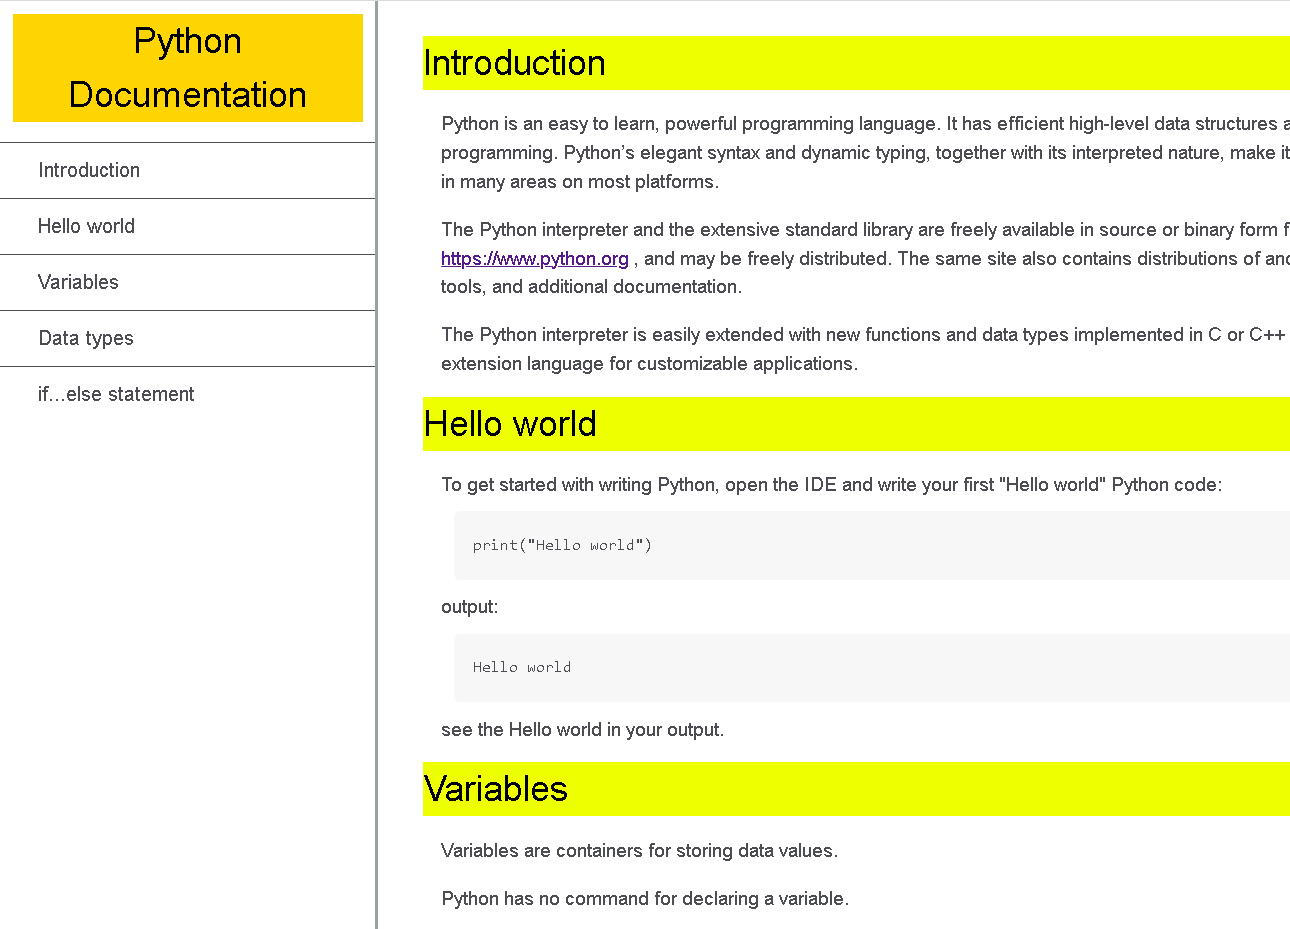 Python
Documentation
Introduction
Hello world
Variables
Data types
if...else statement
Introduction
Python is an easy to learn, powerful programming language. It has efficient high-level data structures
programming. Python’s elegant syntax and dynamic typing, together with its interpreted nature, make it
in many areas on most platforms.
The Python interpreter and the extensive standard library are freely available in source or binary form
https://www.python.org , and may be freely distributed. The same site also contains distributions of
tools, and additional documentation.
The Python interpreter is easily extended with new functions and data types implemented in C or C++
extension language for customizable applications.
Hello world
To get started with writing Python, open the IDE and write your first "Hello world" Python code:
print("Hello world")
output:
Hello world
see the Hello world in your output.
Variables
Variables are containers for storing data values.
Python has no command for declaring a variable.